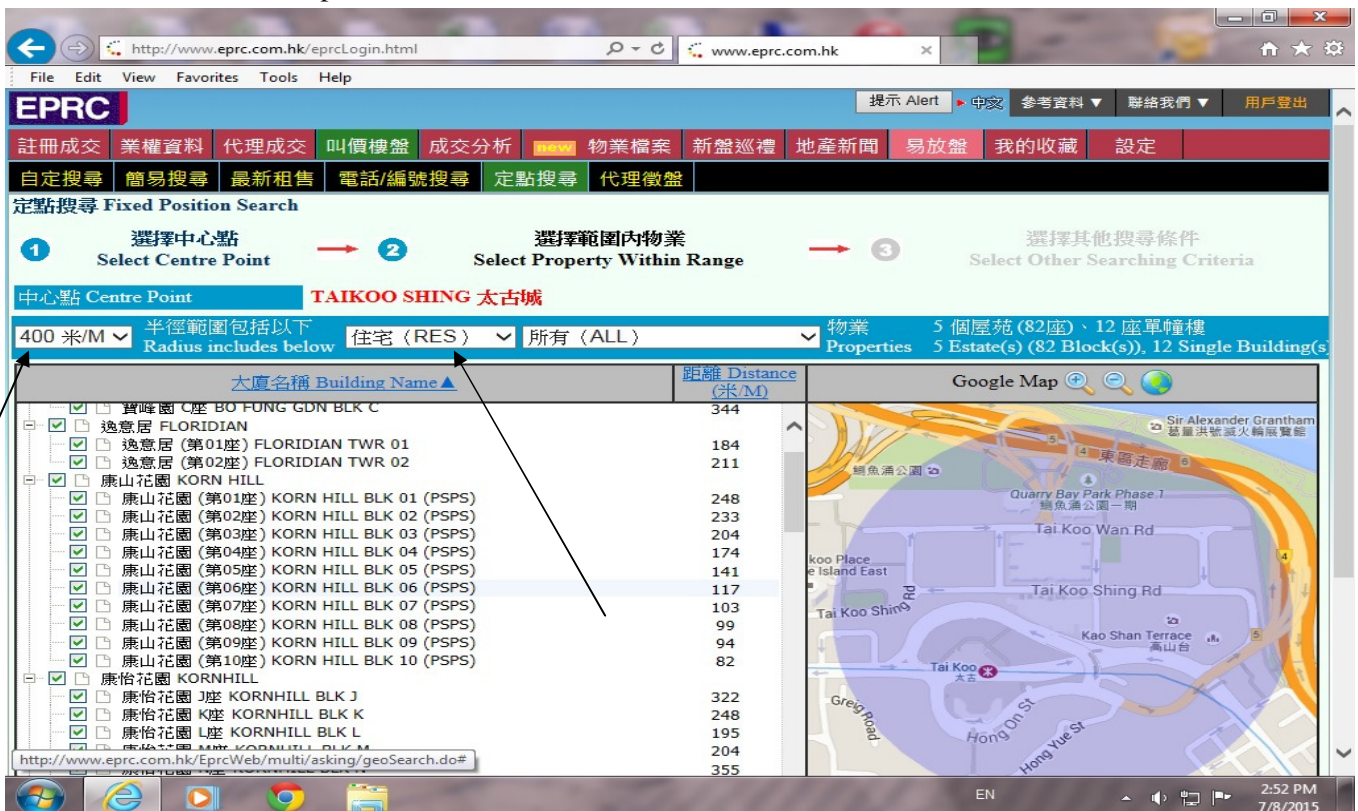 http://www.eprc.com.hk/eprcLogin.html
www.eprc.com.hk
File Edit View Favorites Tools Help
EPRC
提示 Alert 中文 參考資料 ▼ 聯絡我們 ▼ 用戶登出
註冊成交 業權資料 代理成交 叫價樓盤 成交分析 new 物業檔案 新盤巡禮 地產新聞 易放盤 我的收藏 設定
自定搜尋 簡易搜尋 最新租售 電話/編號搜尋 定點搜尋 代理徵盤
定點搜尋 Fixed Position Search
1 選擇中心點 Select Centre Point
2 選擇範圍內物業 Select Property Within Range
3 選擇其他搜尋條件 Select Other Searching Criteria
中心點 Centre Point TAIKOO SHING 太古城
400 米/M 半徑範圍包括以下 Radius includes below 住宅 (RES) 所有 (ALL) 物業 Properties
5 個屋苑 (82座)、12 座單幢樓
5 Estate(s) (82 Block(s)), 12 Single Building(s
大廈名稱 Building Name▲ 距離 Distance (米/M)
Google Map
寶峰園 C座 BO FUNG GDN BLK C 344
逸意居 FLORIDIAN
逸意居 (第01座) FLORIDIAN TWR 01 184
逸意居 (第02座) FLORIDIAN TWR 02 211
康山花園 KORN HILL
康山花園 (第01座) KORN HILL BLK 01 (PSPS) 248
康山花園 (第02座) KORN HILL BLK 02 (PSPS) 233
康山花園 (第03座) KORN HILL BLK 03 (PSPS) 204
康山花園 (第04座) KORN HILL BLK 04 (PSPS) 174
康山花園 (第05座) KORN HILL BLK 05 (PSPS) 141
康山花園 (第06座) KORN HILL BLK 06 (PSPS) 117
康山花園 (第07座) KORN HILL BLK 07 (PSPS) 103
康山花園 (第08座) KORN HILL BLK 08 (PSPS) 99
康山花園 (第09座) KORN HILL BLK 09 (PSPS) 94
康山花園 (第10座) KORN HILL BLK 10 (PSPS) 82
康怡花園 KORNHILL
康怡花園 J座 KORNHILL BLK J 322
康怡花園 K座 KORNHILL BLK K 248
康怡花園 L座 KORNHILL BLK L 195
康怡花園 M座 KORNHILL BLK M 204
355
http://www.eprc.com.hk/EprcWeb/multi/asking/geoSearch.do#
Sir Alexander Grantham
葛量洪號滅火輪展覽館
5
4
東區走廊
6
鰂魚涌公園
Quarry Bay Park Phase 1
鰂魚涌公園一期
Tai Koo Wan Rd
koo Place
e Island East
4
Tai Koo Shing Rd
Tai Koo Shing Rd
Kao Shan Terrace
高山台
5
Tai Koo
太古
Greig Road
Hong On St
Hong Yue St
EN
2:52 PM
7/8/2015